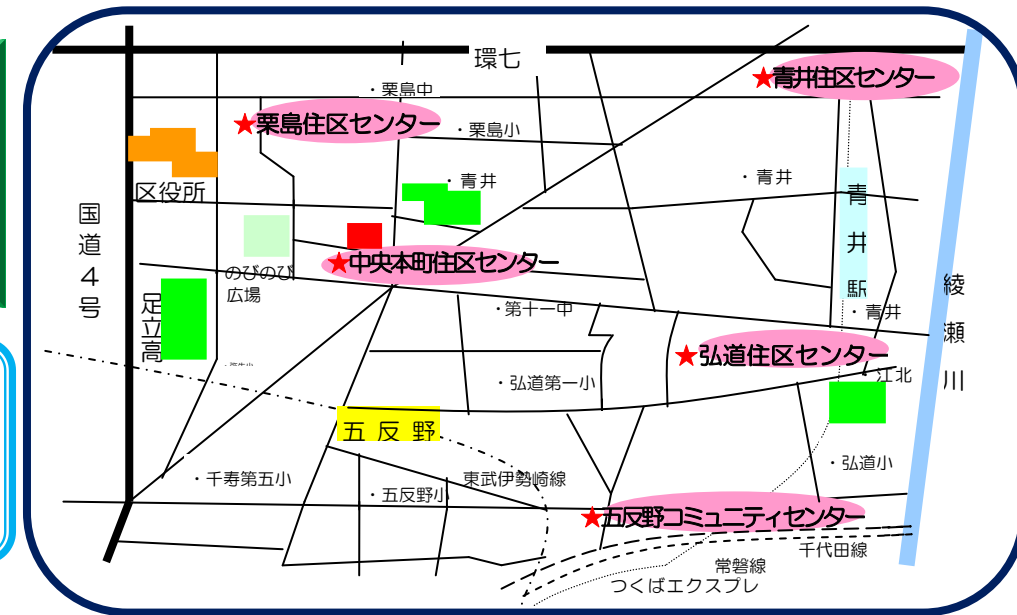 環七
★青井住区センター
・栗島中
★栗島住区センター
・栗島小
区役所
・青井
・青井
青井駅
国道4号
★中央本町住区センター
のびのび
広場
足立高
・第十一中
・青井
綾瀬川
★弘道住区センター
・江北
・弘道第一小
五反野
・千寿第五小
東武伊勢崎線
・五反野小
・弘道小
★五反野コミュニティセンター
千代田線
常磐線
つくばエクスプレ